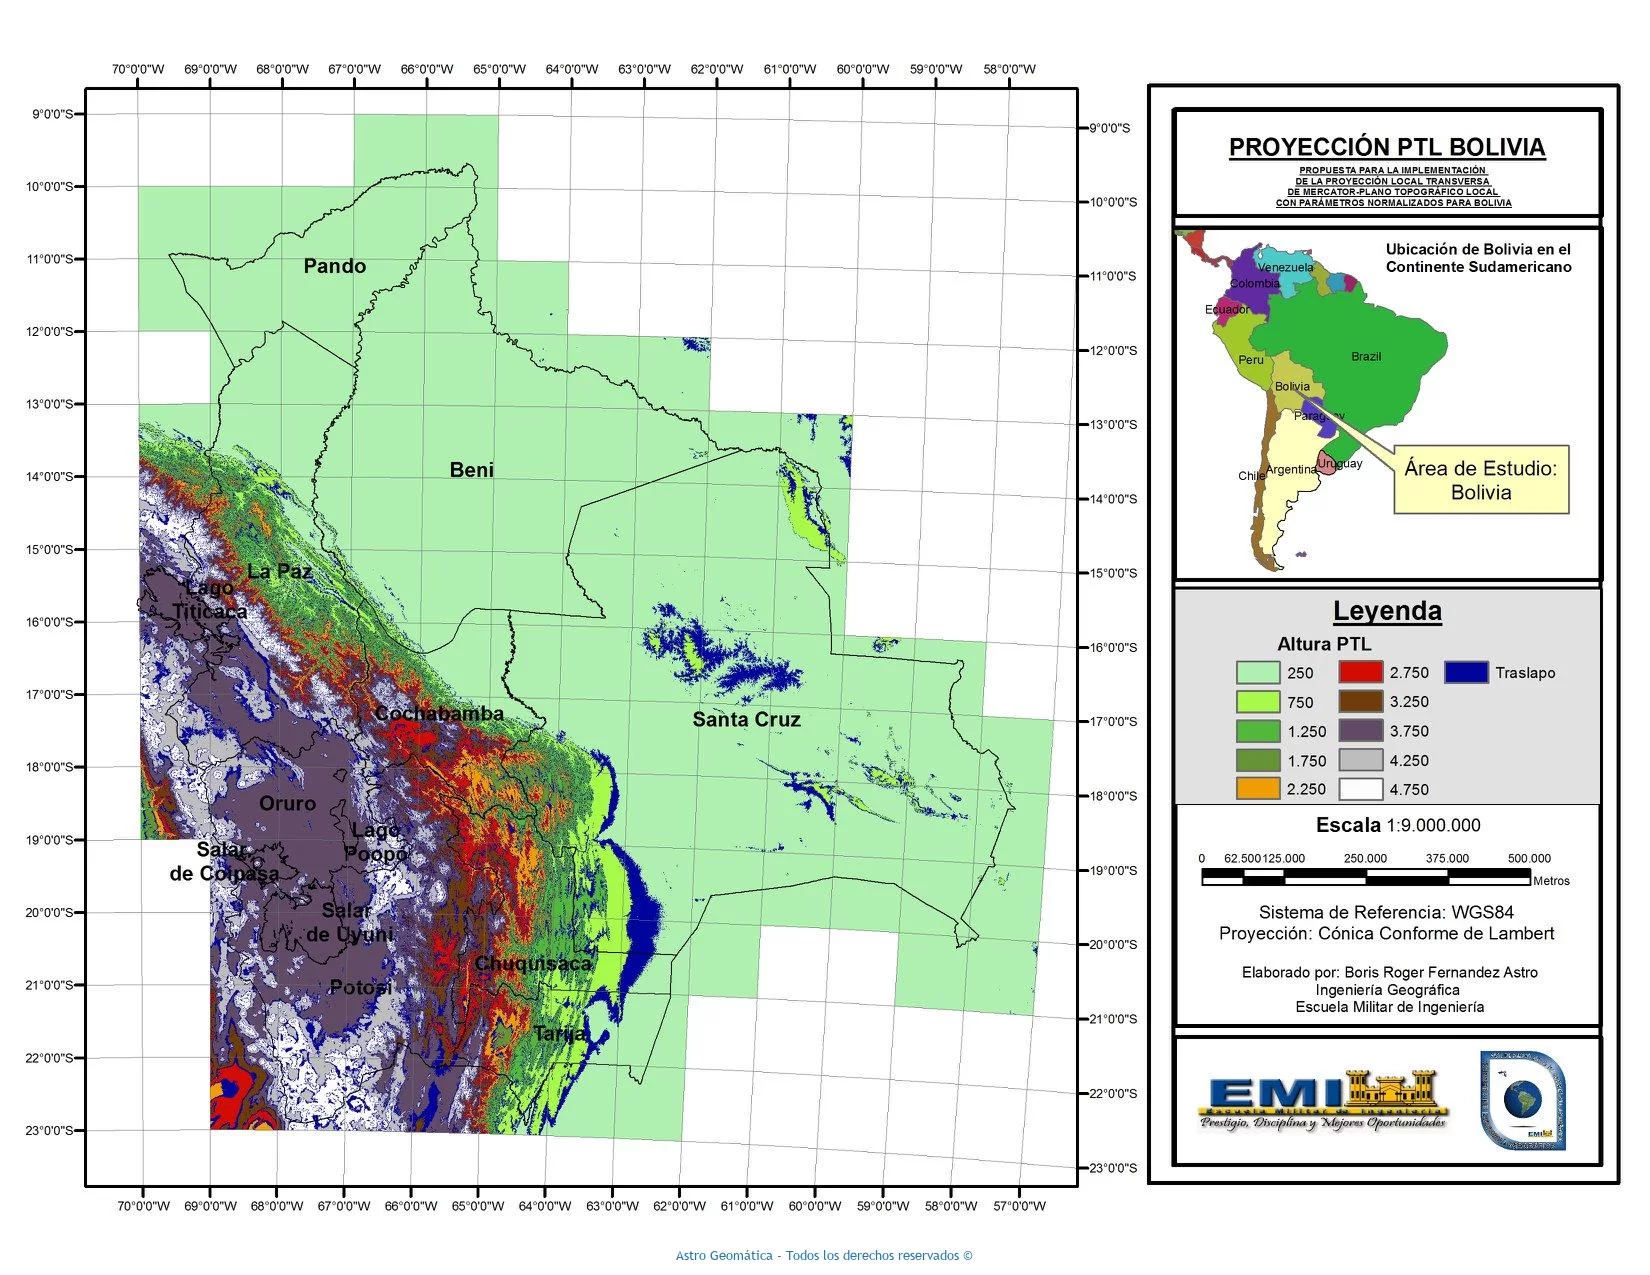 70°0'0"W 69°0'0"W 68°0'0"W 67°0'0"W 66°0'0"W 65°0'0"W 64°0'0"W 63°0'0"W 62°0'0"W 61°0'0"W 60°0'0"W 59°0'0"W 58°0'0"W
9°0'0"S
10°0'0"S
11°0'0"S
12°0'0"S
13°0'0"S
14°0'0"S
15°0'0"S
16°0'0"S
17°0'0"S
18°0'0"S
19°0'0"S
20°0'0"S
21°0'0"S
22°0'0"S
23°0'0"S
Pando
Beni
La Paz
Lago
Titicaca
Cochabamba
Santa Cruz
Oruro
Lago
Poopo
Salar
de Coipasa
Salar
de Uyuni
Chuquisaca
Potosi
Tarija
9°0'0"S
10°0'0"S
11°0'0"S
12°0'0"S
13°0'0"S
14°0'0"S
15°0'0"S
16°0'0"S
17°0'0"S
18°0'0"S
19°0'0"S
20°0'0"S
21°0'0"S
22°0'0"S
23°0'0"S
70°0'0"W 69°0'0"W 68°0'0"W 67°0'0"W 66°0'0"W 65°0'0"W 64°0'0"W 63°0'0"W 62°0'0"W 61°0'0"W 60°0'0"W 59°0'0"W 58°0'0"W 57°0'0"W
PROYECCIÓN PTL BOLIVIA
PROPUESTA PARA LA IMPLEMENTACIÓN
DE LA PROYECCIÓN LOCAL TRANSVERSA
DE MERCATOR-PLANO TOPOGRÁFICO LOCAL
CON PARÁMETROS NORMALIZADOS PARA BOLIVIA
Ubicación de Bolivia en el
Continente Sudamericano
Venezuela
Colombia
Ecuador
Peru
Brazil
Bolivia
Paraguay
Uruguay
Argentina
Chile
Área de Estudio:
Bolivia
Leyenda
Altura PTL
250 2.750 Traslapo
750 3.250
1.250 3.750
1.750 4.250
2.250 4.750
Escala 1:9.000.000
0 62.500 125.000 250.000 375.000 500.000
Metros
Sistema de Referencia: WGS84
Proyección: Cónica Conforme de Lambert
Elaborado por: Boris Roger Fernandez Astro
Ingeniería Geográfica
Escuela Militar de Ingeniería
EMI
Escuela Militar de Ingeniería
Prestigio, Disciplina y Mejores Oportunidades
EMI
Astro Geomática - Todos los derechos reservados ©